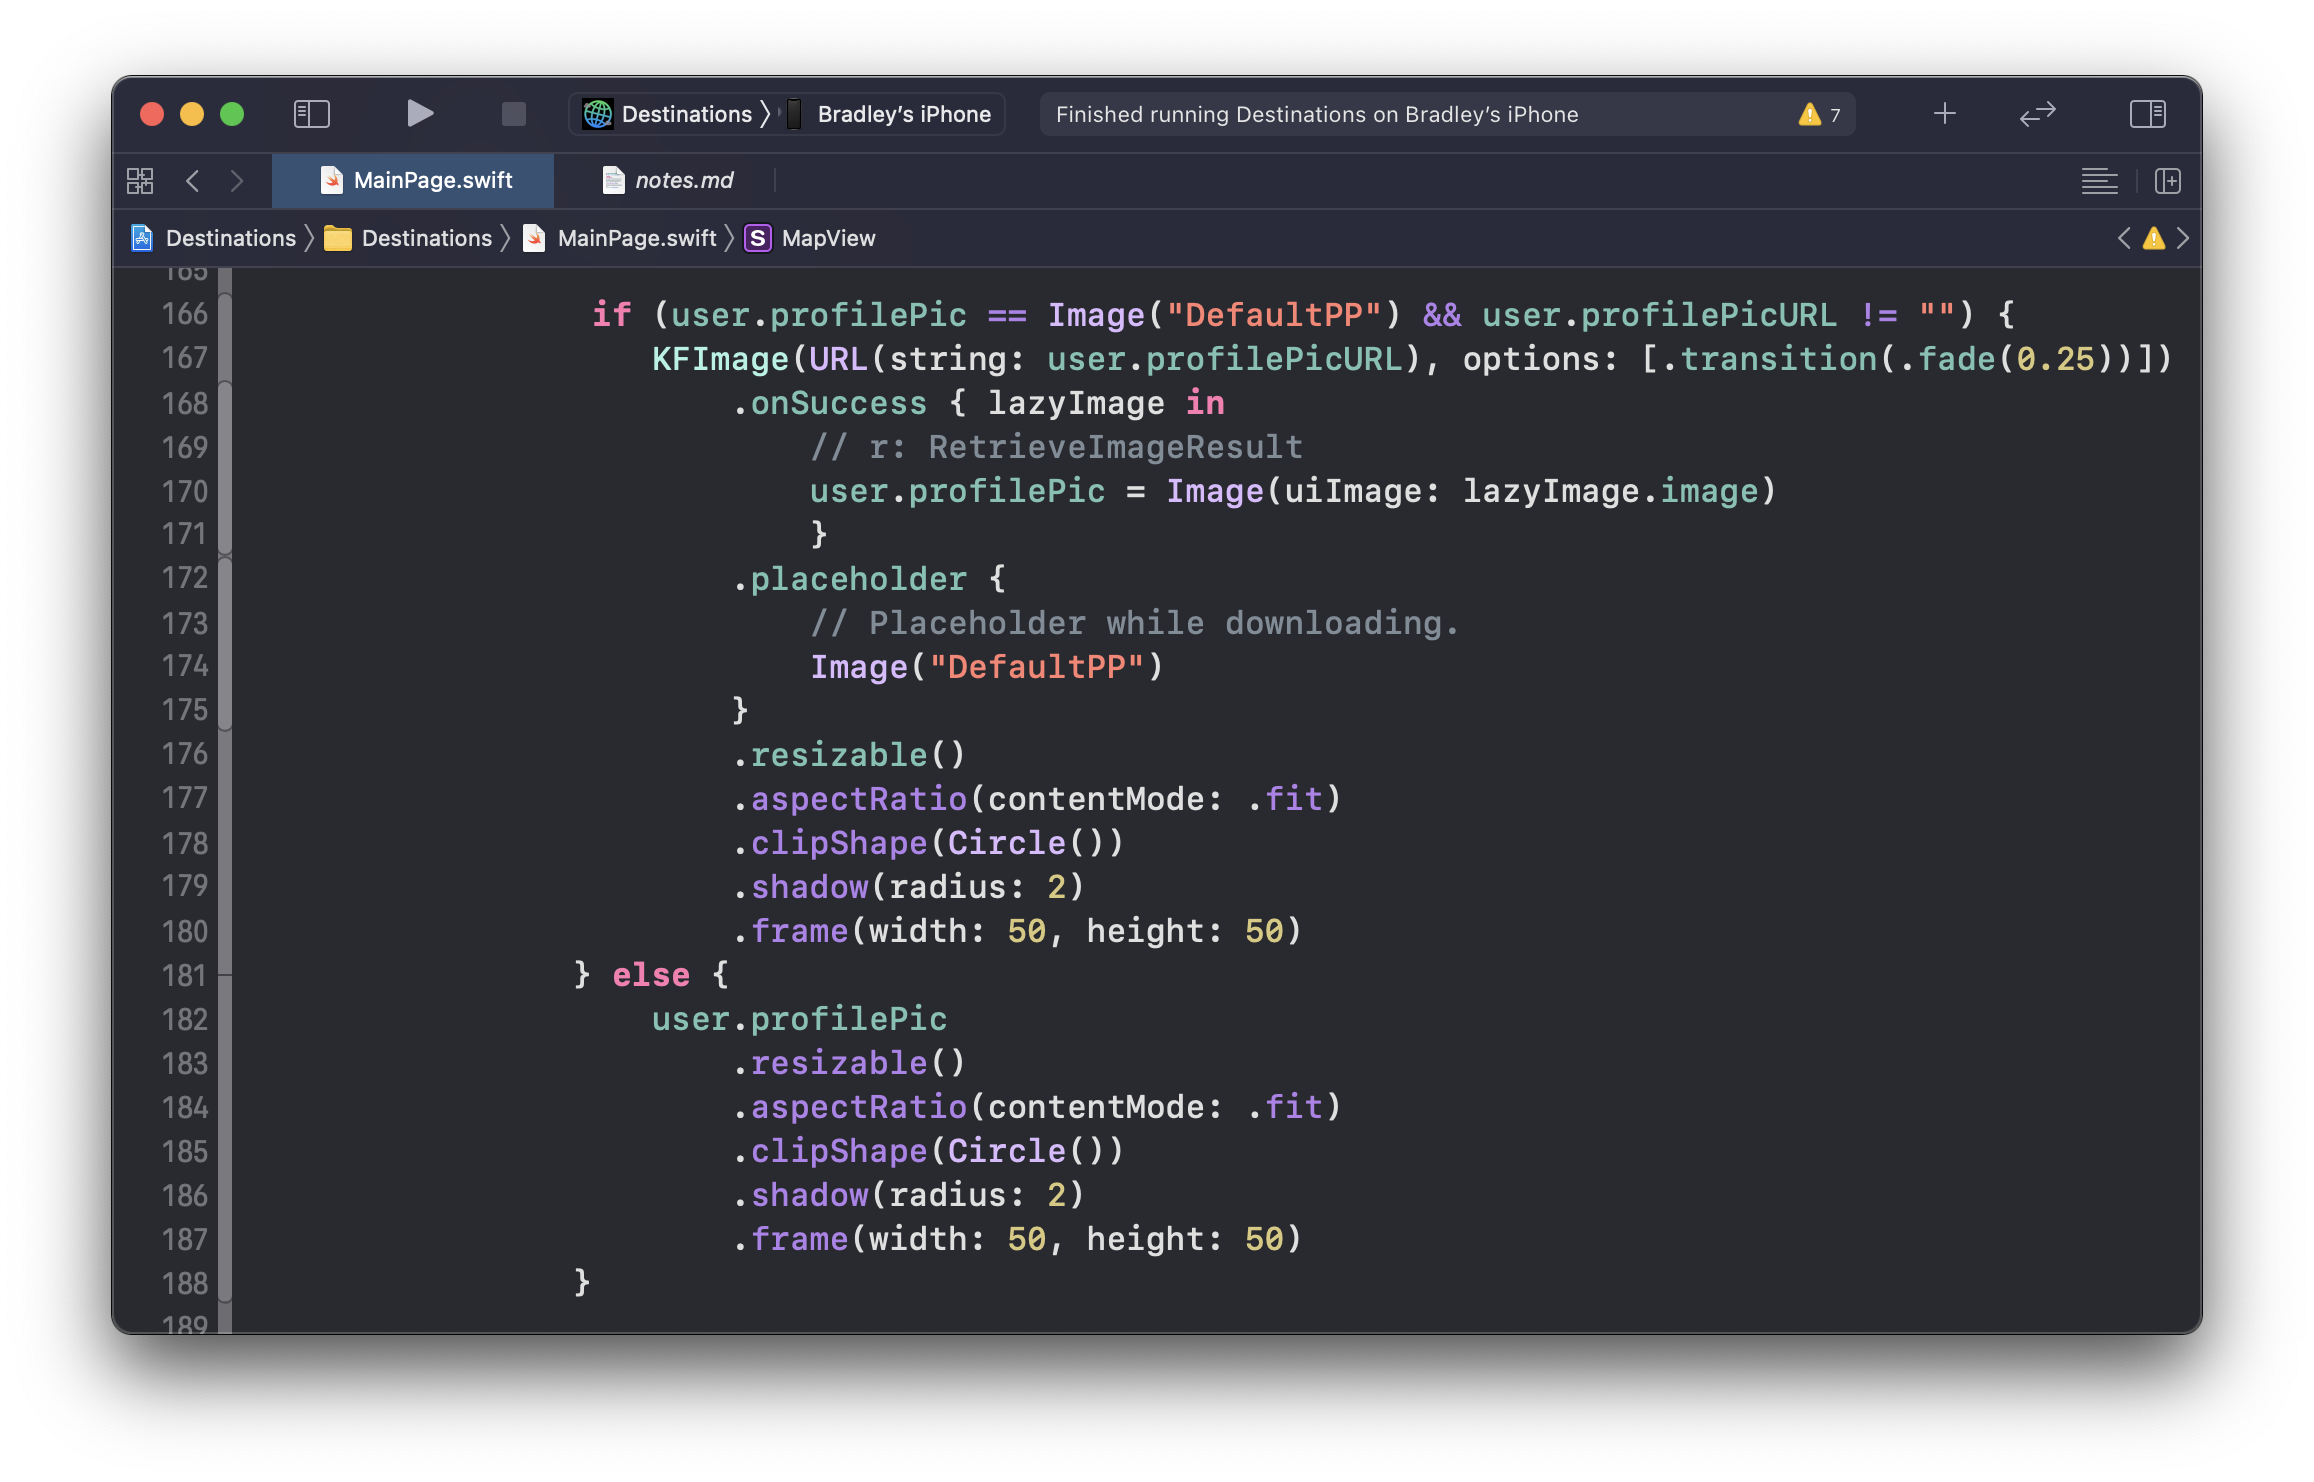 Destinations 〉 Bradley’s iPhone
Finished running Destinations on Bradley’s iPhone
7
MainPage.swift
notes.md
Destinations 〉 Destinations 〉 MainPage.swift 〉 S MapView
165
166 if (user.profilePic == Image("DefaultPP") && user.profilePicURL != "") {
167 KFImage(URL(string: user.profilePicURL), options: [.transition(.fade(0.25))])
168 .onSuccess { lazyImage in
169 // r: RetrieveImageResult
170 user.profilePic = Image(uiImage: lazyImage.image)
171 }
172 .placeholder {
173 // Placeholder while downloading.
174 Image("DefaultPP")
175 }
176 .resizable()
177 .aspectRatio(contentMode: .fit)
178 .clipShape(Circle())
179 .shadow(radius: 2)
180 .frame(width: 50, height: 50)
181 } else {
182 user.profilePic
183 .resizable()
184 .aspectRatio(contentMode: .fit)
185 .clipShape(Circle())
186 .shadow(radius: 2)
187 .frame(width: 50, height: 50)
188 }
189